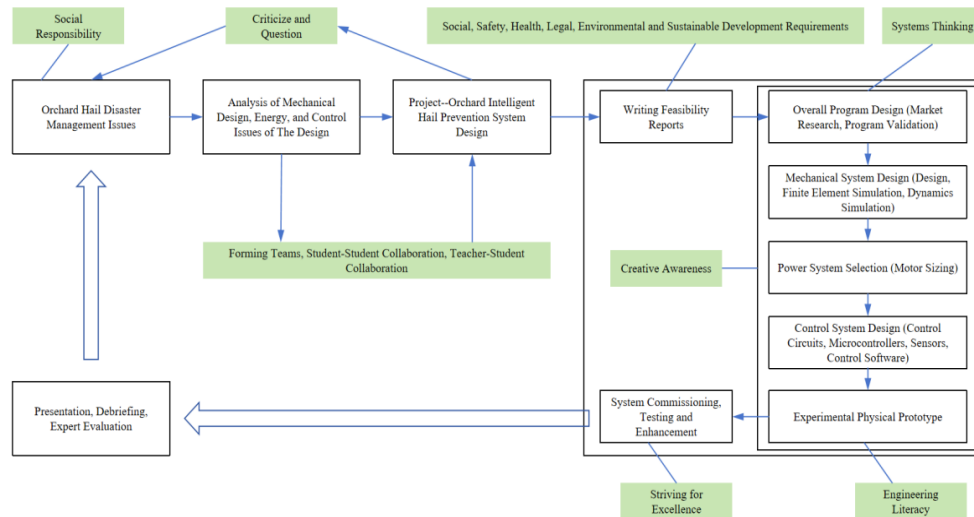 Social
Responsibility
Criticize and
Question
Social, Safety, Health, Legal, Environmental and Sustainable Development Requirements
Systems Thinking
Orchard Hail Disaster
Management Issues
Analysis of Mechanical
Design, Energy, and Control
Issues of The Design
Project--Orchard Intelligent
Hail Prevention System
Design
Writing Feasibility
Reports
Overall Program Design (Market
Research, Program Validation)
Mechanical System Design (Design,
Finite Element Simulation, Dynamics
Simulation)
Forming Teams, Student-Student Collaboration, Teacher-Student
Collaboration
Creative Awareness
Power System Selection (Motor Sizing)
Control System Design (Control
Circuits, Microcontrollers, Sensors,
Control Software)
Presentation, Debriefing,
Expert Evaluation
System Commissioning,
Testing and
Enhancement
Experimental Physical Prototype
Striving for
Excellence
Engineering
Literacy